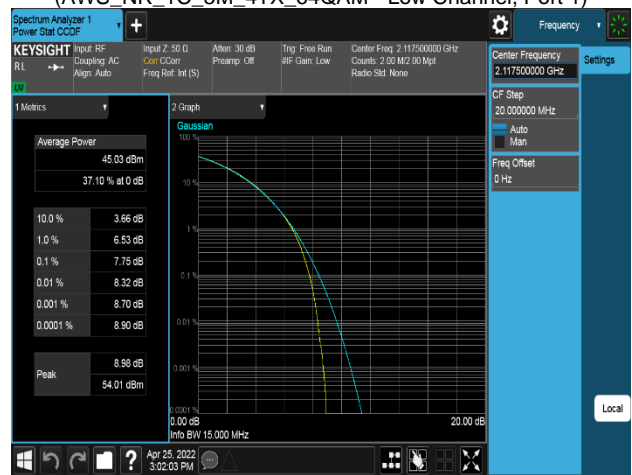 (AWS_NR_1C_5M_4TX_64QAM - Low Channel, Port 1)
Spectrum Analyzer 1
Power Stat CCDF
Frequency
KEYSIGHT
Input: RF
Input Z: 50 Ω
Atten: 30 dB
Trig: Free Run
Center Freq: 2.117500000 GHz
RL
Coupling: AC
Corr CCorr
Preamp: Off
#IF Gain: Low
Counts: 2.00 M/2.00 Mpt
Align: Auto
Freq Ref: Int (S)
Radio Std: None
Center Frequency
2.117500000 GHz
Settings
CF Step
20.000000 MHz
Auto
Man
Freq Offset
0 Hz
1 Metrics
2 Graph
Average Power
45.03 dBm
37.10 % at 0 dB
10.0 % 3.66 dB
1.0 % 6.53 dB
0.1 % 7.75 dB
0.01 % 8.32 dB
0.001 % 8.70 dB
0.0001 % 8.90 dB
Peak
8.98 dB
54.01 dBm
Gaussian
100 %
10 %
1 %
0.1 %
0.01 %
0.001 %
0.0001 %
0.00 dB
20.00 dB
Info BW 15.000 MHz
Local
?
Apr 25, 2022
3:02:03 PM